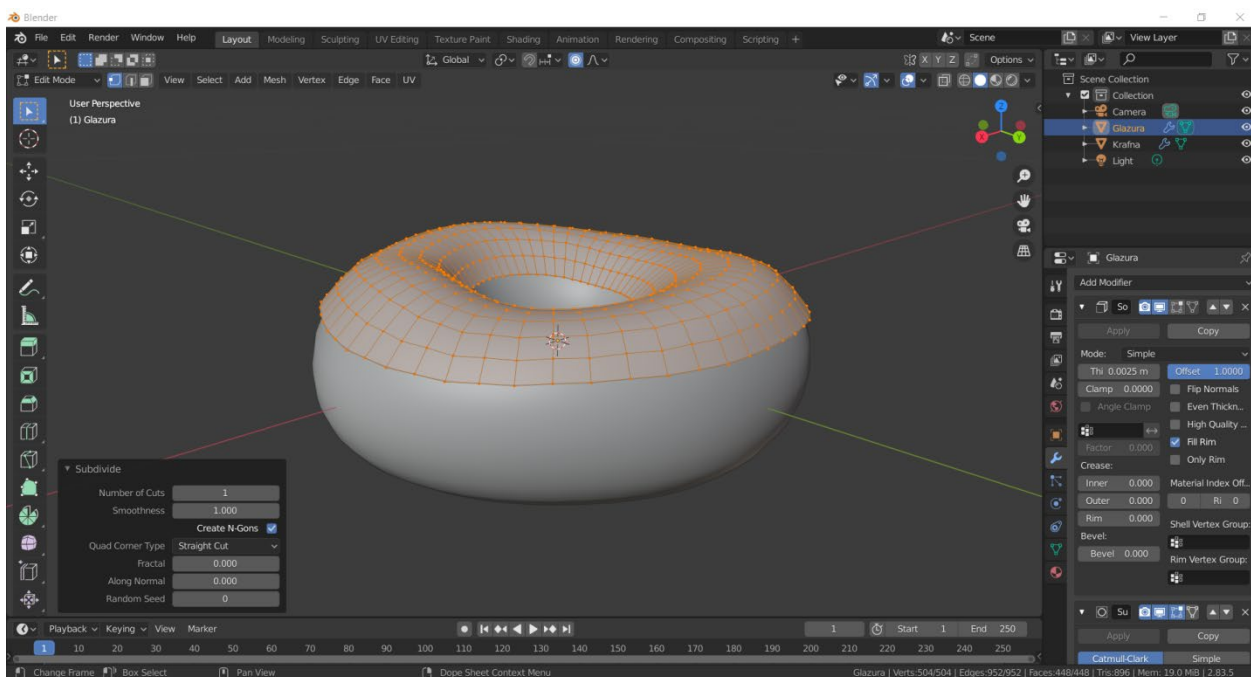 Blender
File Edit Render Window Help Layout Modeling Sculpting UV Editing Texture Paint Shading Animation Rendering Compositing Scripting + Scene View Layer
Global X Y Z Options
Edit Mode View Select Add Mesh Vertex Edge Face UV
User Perspective
(1) Glazura
Z
X
Y
Scene Collection
Collection
Camera
Glazura
Krafna
Light
Glazura
Add Modifier
So
Apply Copy
Mode: Simple
Thi 0.0025 m Offset 1.0000
Clamp 0.0000 Flip Normals
Angle Clamp Even Thickn...
High Quality ...
Factor 0.000 Fill Rim
Only Rim
Crease:
Inner 0.000 Material Index Off...
Outer 0.000 0 Ri 0
Rim 0.000 Shell Vertex Group:
Bevel:
Bevel 0.000 Rim Vertex Group:
Su
Apply Copy
Catmull-Clark Simple
Subdivide
Number of Cuts 1
Smoothness 1.000
Create N-Gons
Quad Corner Type Straight Cut
Fractal 0.000
Along Normal 0.000
Random Seed 0
Playback Keying View Marker 1 Start 1 End 250
1 10 20 30 40 50 60 70 80 90 100 110 120 130 140 150 160 170 180 190 200 210 220 230 240 250
Change Frame Box Select Pan View Dope Sheet Context Menu Glazura | Verts:504/504 | Edges:952/952 | Faces:448/448 | Tris:896 | Mem: 19.0 MiB | 2.83.5